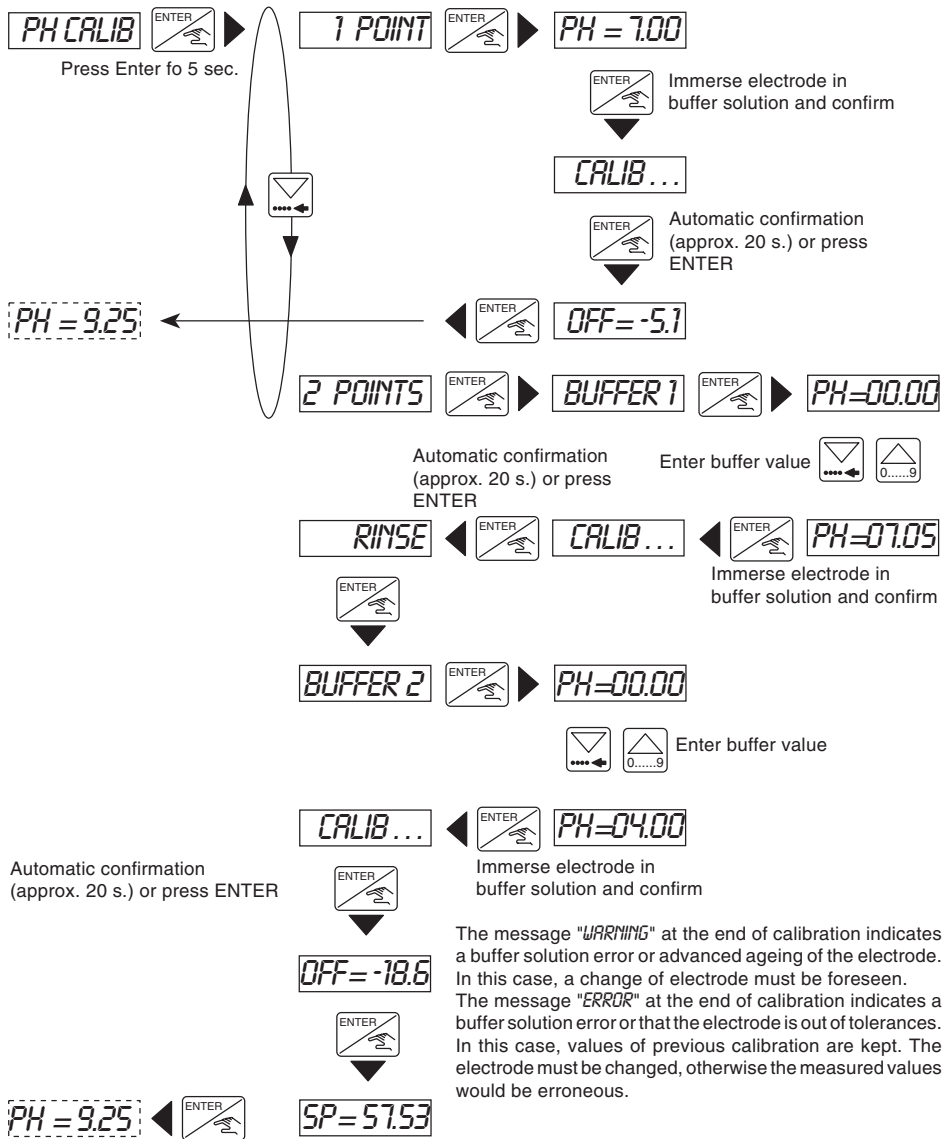 PH CALIB ENTER 1 POINT ENTER PH = 7.00
Press Enter fo 5 sec.
ENTER Immerse electrode in
buffer solution and confirm
CALIB...
ENTER Automatic confirmation
(approx. 20 s.) or press
ENTER
PH = 9.25 ENTER OFF= -5.1
2 POINTS ENTER BUFFER 1 ENTER PH=00.00
Automatic confirmation
(approx. 20 s.) or press
ENTER
Enter buffer value 0......9
RINSE ENTER CALIB... ENTER PH=07.05
Immerse electrode in
buffer solution and confirm
ENTER
BUFFER 2 ENTER PH=00.00
0......9 Enter buffer value
CALIB... ENTER PH=04.00
Immerse electrode in
buffer solution and confirm
Automatic confirmation
(approx. 20 s.) or press ENTER
ENTER
OFF= -18.6
ENTER
PH = 9.25 ENTER SP= 57.53
The message "WARNING" at the end of calibration indicates
a buffer solution error or advanced ageing of the electrode.
In this case, a change of electrode must be foreseen.
The message "ERROR" at the end of calibration indicates a
buffer solution error or that the electrode is out of tolerances.
In this case, values of previous calibration are kept. The
electrode must be changed, otherwise the measured values
would be erroneous.